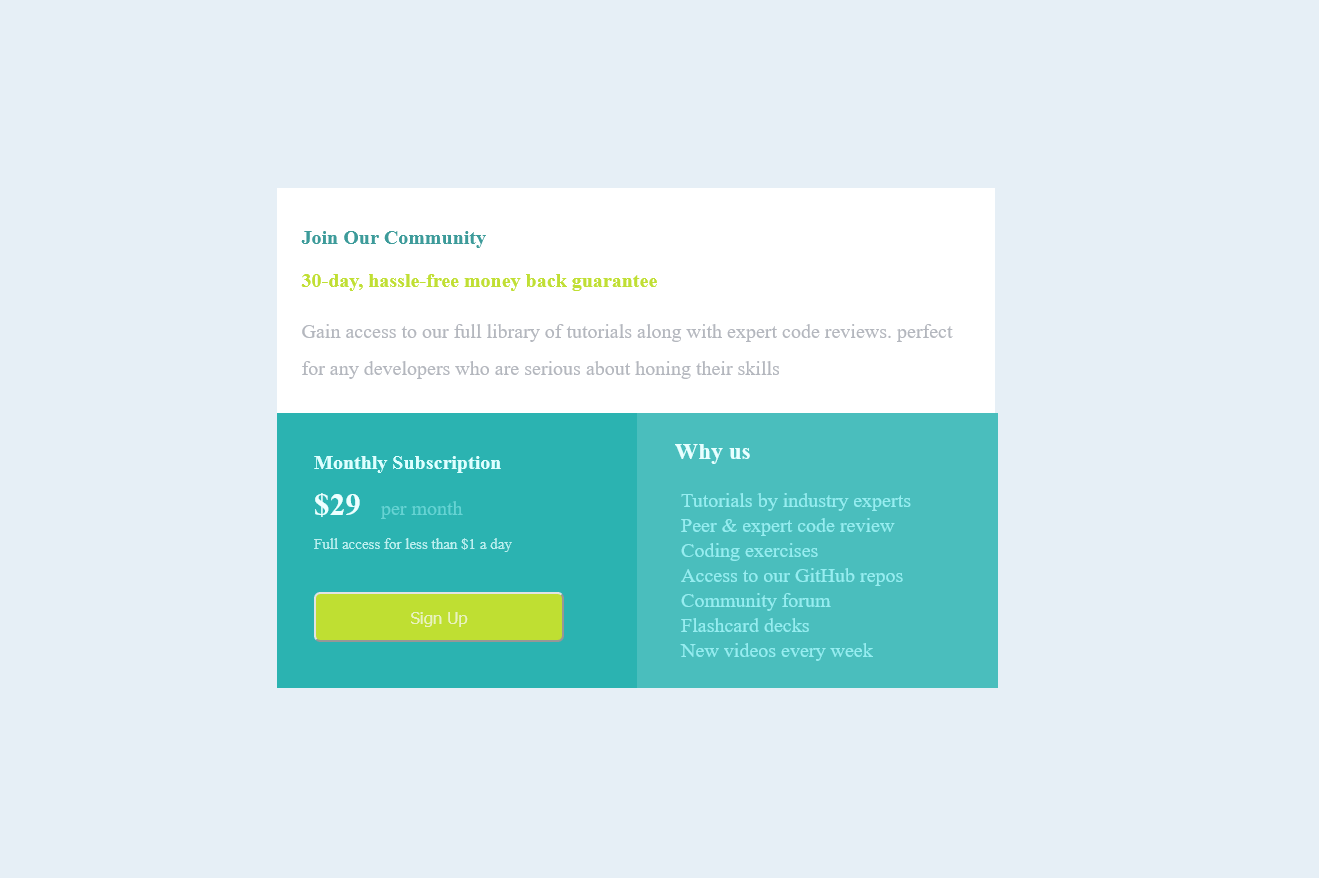 Join Our Community
30-day, hassle-free money back guarantee
Gain access to our full library of tutorials along with expert code reviews. perfect
for any developers who are serious about honing their skills
Monthly Subscription
$29 per month
Full access for less than $1 a day
Sign Up
Why us
Tutorials by industry experts
Peer & expert code review
Coding exercises
Access to our GitHub repos
Community forum
Flashcard decks
New videos every week